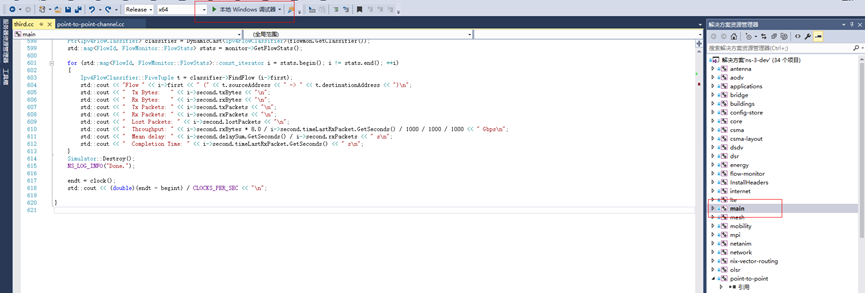 Release
x64
本地 Windows 调试器
third.cc
point-to-point-channel.cc
main
(全局范围)
服务器资源管理器
工具箱
598
599 std::map<FlowId, FlowMonitor::FlowStats> stats = monitor->GetFlowStats();
600
601 for (std::map<FlowId, FlowMonitor::FlowStats>::const_iterator i = stats.begin(); i != stats.end(); ++i)
602 {
603 Ipv4FlowClassifier::FiveTuple t = classifier->FindFlow (i->first);
604 std::cout << "Flow " << i->first << " (" << t.sourceAddress << " -> " << t.destinationAddress << ")\n";
605 std::cout << " Tx Bytes: " << i->second.txBytes << "\n";
606 std::cout << " Rx Bytes: " << i->second.rxBytes << "\n";
607 std::cout << " Tx Packets: " << i->second.txPackets << "\n";
608 std::cout << " Rx Packets: " << i->second.rxPackets << "\n";
609 std::cout << " Lost Packets: " << i->second.lostPackets << "\n";
610 std::cout << " Throughput: " << i->second.rxBytes * 8.0 / i->second.timeLastRxPacket.GetSeconds() / 1000 / 1000 / 1000 << " Gbps\n";
611 std::cout << " Mean delay: " << i->second.delaySum.GetSeconds() / i->second.rxPackets << " s\n";
612 std::cout << " Completion Time: " << i->second.timeLastRxPacket.GetSeconds() << " s\n";
613 }
614 Simulator::Destroy();
615 NS_LOG_INFO("Done.");
616
617 endt = clock();
618 std::cout << (double)(endt - begint) / CLOCKS_PER_SEC << "\n";
619
620 }
621
解决方案资源管理器
搜索解决方案资源管理器(Ctrl+;)
解决方案'ns-3-dev' (34 个项目)
antenna
aodv
applications
bridge
buildings
config-store
core
csma
csma-layout
dsdv
dsr
energy
flow-monitor
InstallHeaders
internet
lte
main
mesh
mobility
mpi
netanim
network
nix-vector-routing
olsr
point-to-point
引用